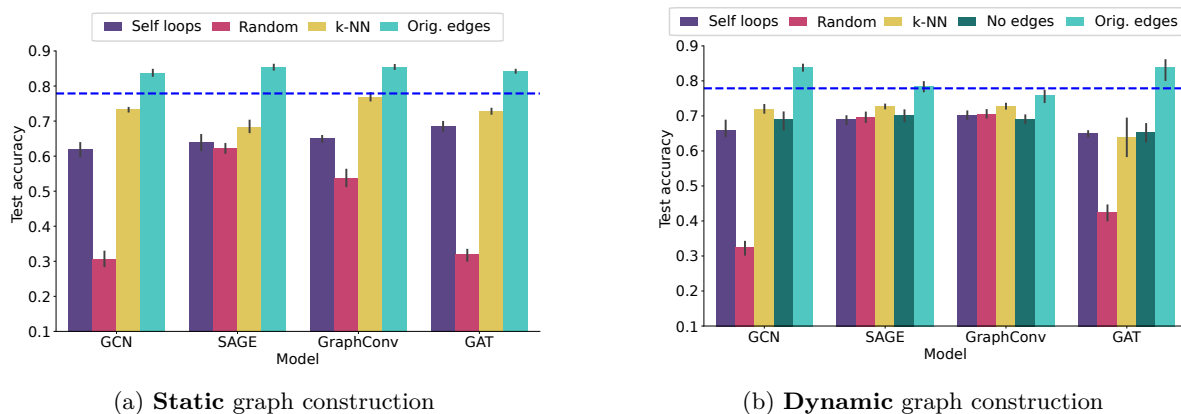 Self loops Random k-NN Orig. edges
0.9
0.8
0.7
0.6
0.5
0.4
0.3
0.2
0.1
Test accuracy
GCN SAGE GraphConv GAT
Model
(a) Static graph construction
Self loops Random k-NN No edges Orig. edges
0.9
0.8
0.7
0.6
0.5
0.4
0.3
0.2
0.1
Test accuracy
GCN SAGE GraphConv GAT
Model
(b) Dynamic graph construction